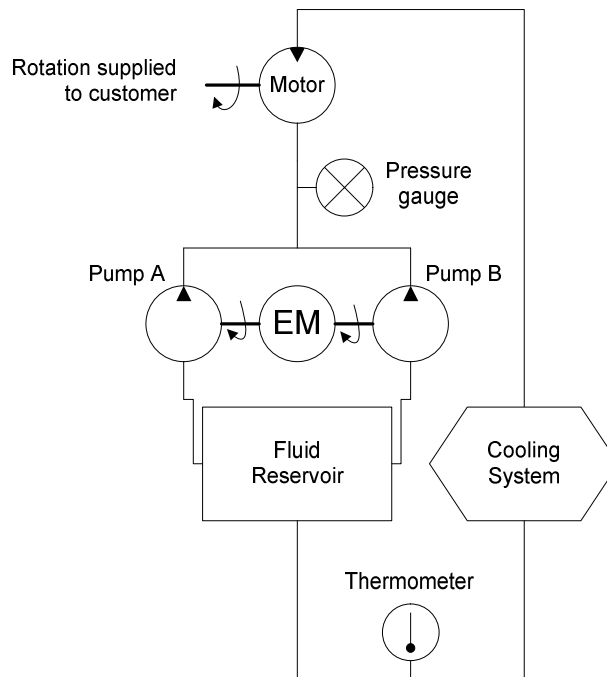 Rotation supplied
to customer
Motor
Pressure
gauge
Pump A
Pump B
EM
Fluid
Reservoir
Cooling
System
Thermometer